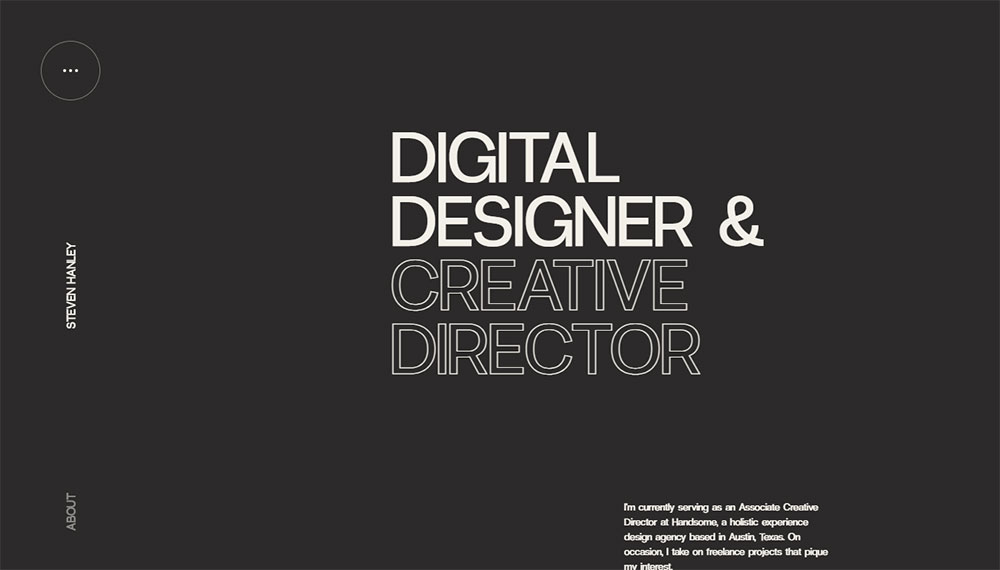 DIGITAL
DESIGNER &
CREATIVE
DIRECTOR
STEVEN HANLEY
ABOUT
I'm currently serving as an Associate Creative
Director at Handsome, a holistic experience
design agency based in Austin, Texas. On
occasion, I take on freelance projects that pique
my interest.